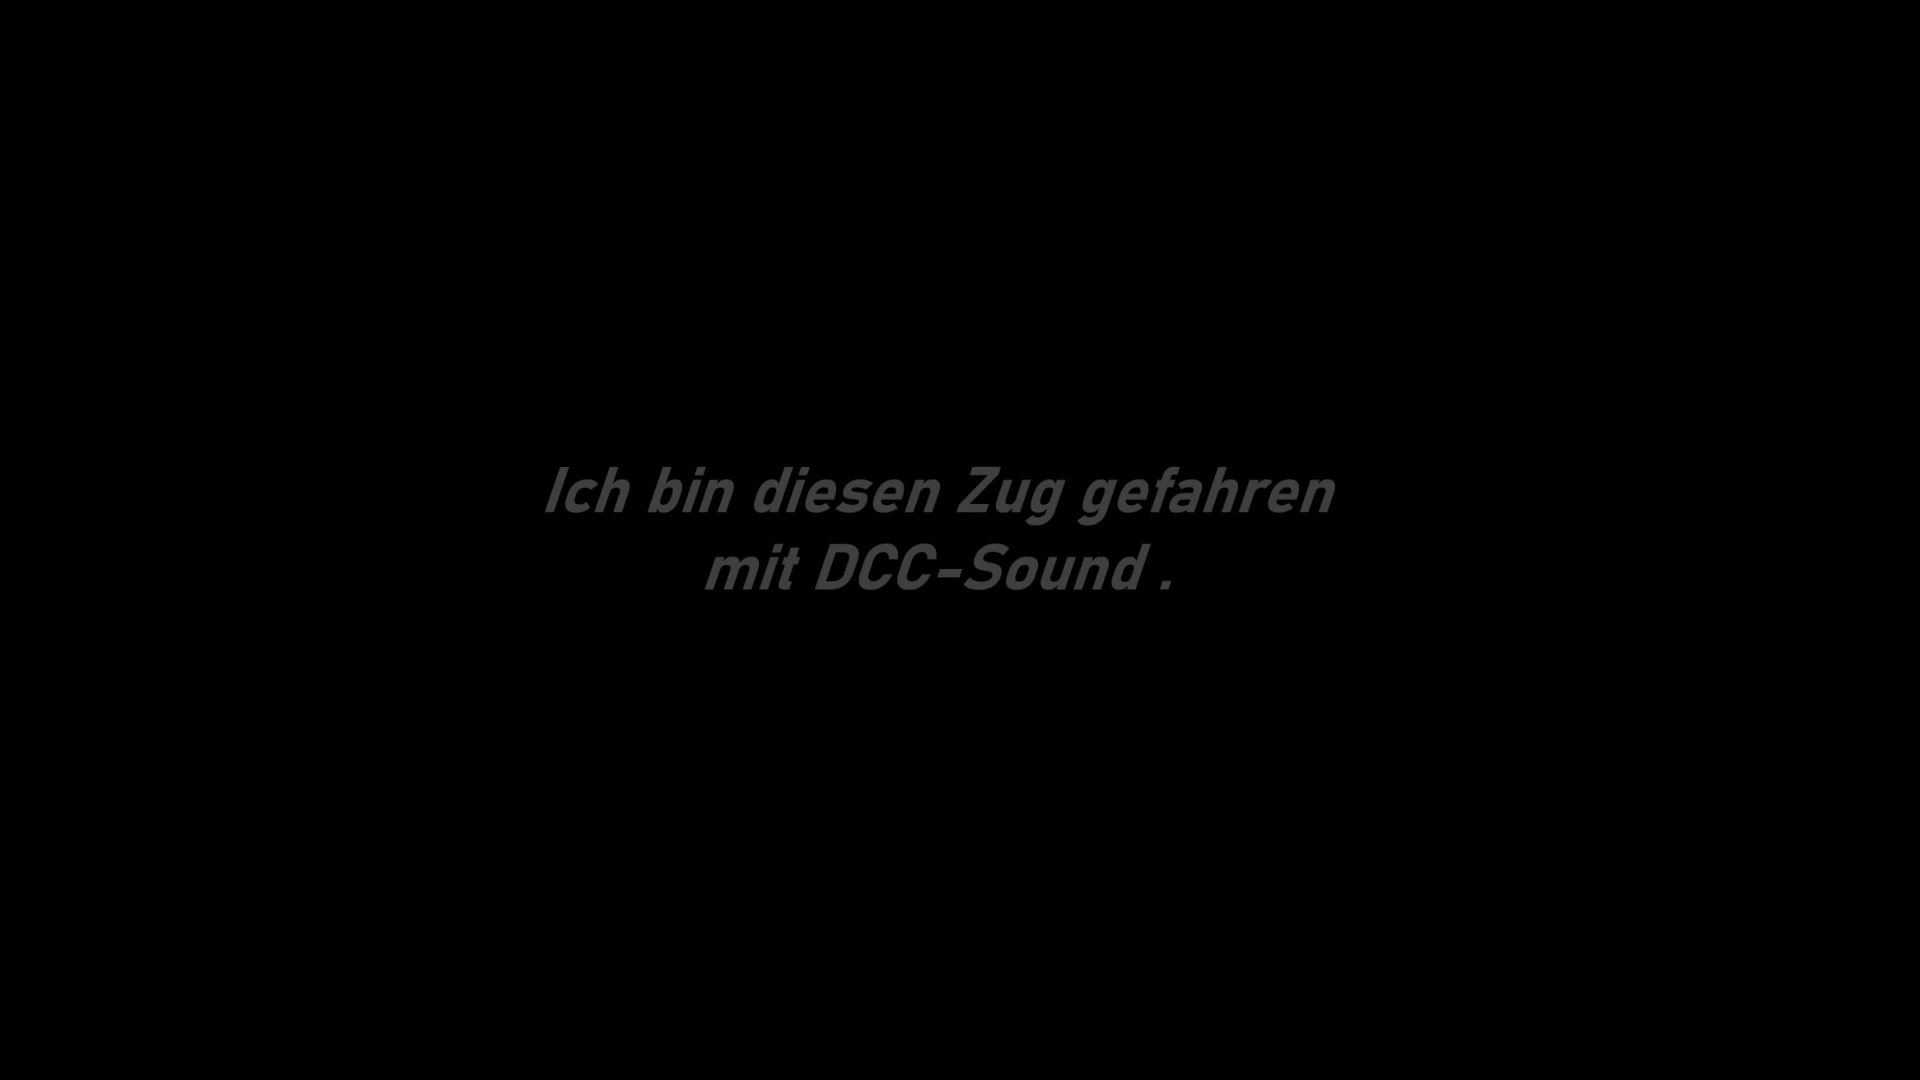 Ich bin diesen Zug gefahren
mit DCC-Sound .